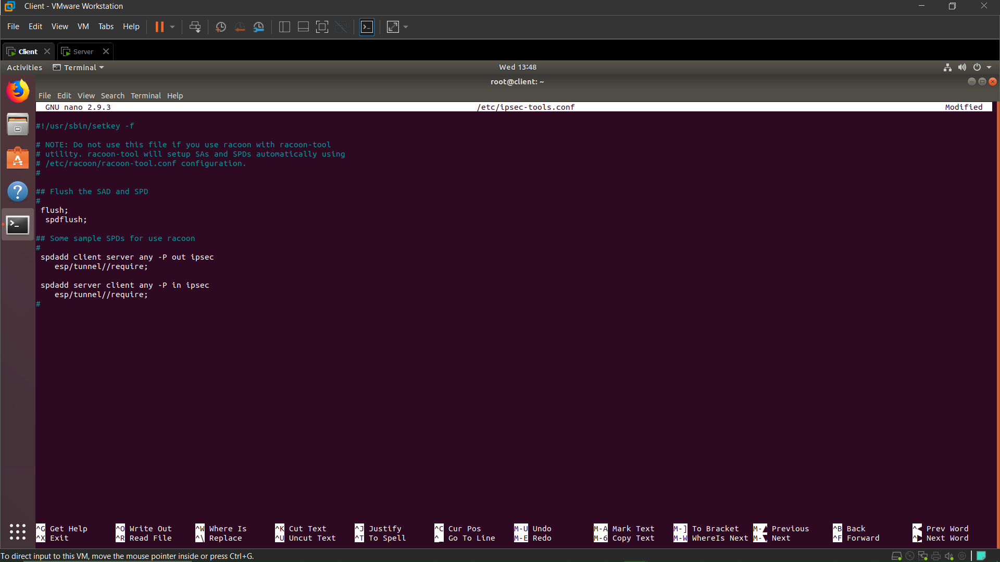 Client - VMware Workstation
File Edit View VM Tabs Help
Client Server
Activities Terminal Wed 13:48
root@client: ~
File Edit View Search Terminal Help
GNU nano 2.9.3 /etc/ipsec-tools.conf Modified
#!/usr/sbin/setkey -f
# NOTE: Do not use this file if you use racoon with racoon-tool
# utility. racoon-tool will setup SAs and SPDs automatically using
# /etc/racoon/racoon-tool.conf configuration.
#
## Flush the SAD and SPD
#
flush;
spdflush;
## Some sample SPDs for use racoon
#
spdadd client server any -P out ipsec
esp/tunnel//require;
spdadd server client any -P in ipsec
esp/tunnel//require;
#
^G Get Help ^O Write Out ^W Where Is ^K Cut Text ^J Justify ^C Cur Pos M-U Undo M-A Mark Text M-] To Bracket M-▲ Previous ^B Back ^◀ Prev Word
^X Exit ^R Read File ^\ Replace ^U Uncut Text ^T To Spell ^_ Go To Line M-E Redo M-6 Copy Text M-W WhereIs Next M-▼ Next ^F Forward ^▶ Next Word
To direct input to this VM, move the mouse pointer inside or press Ctrl+G.